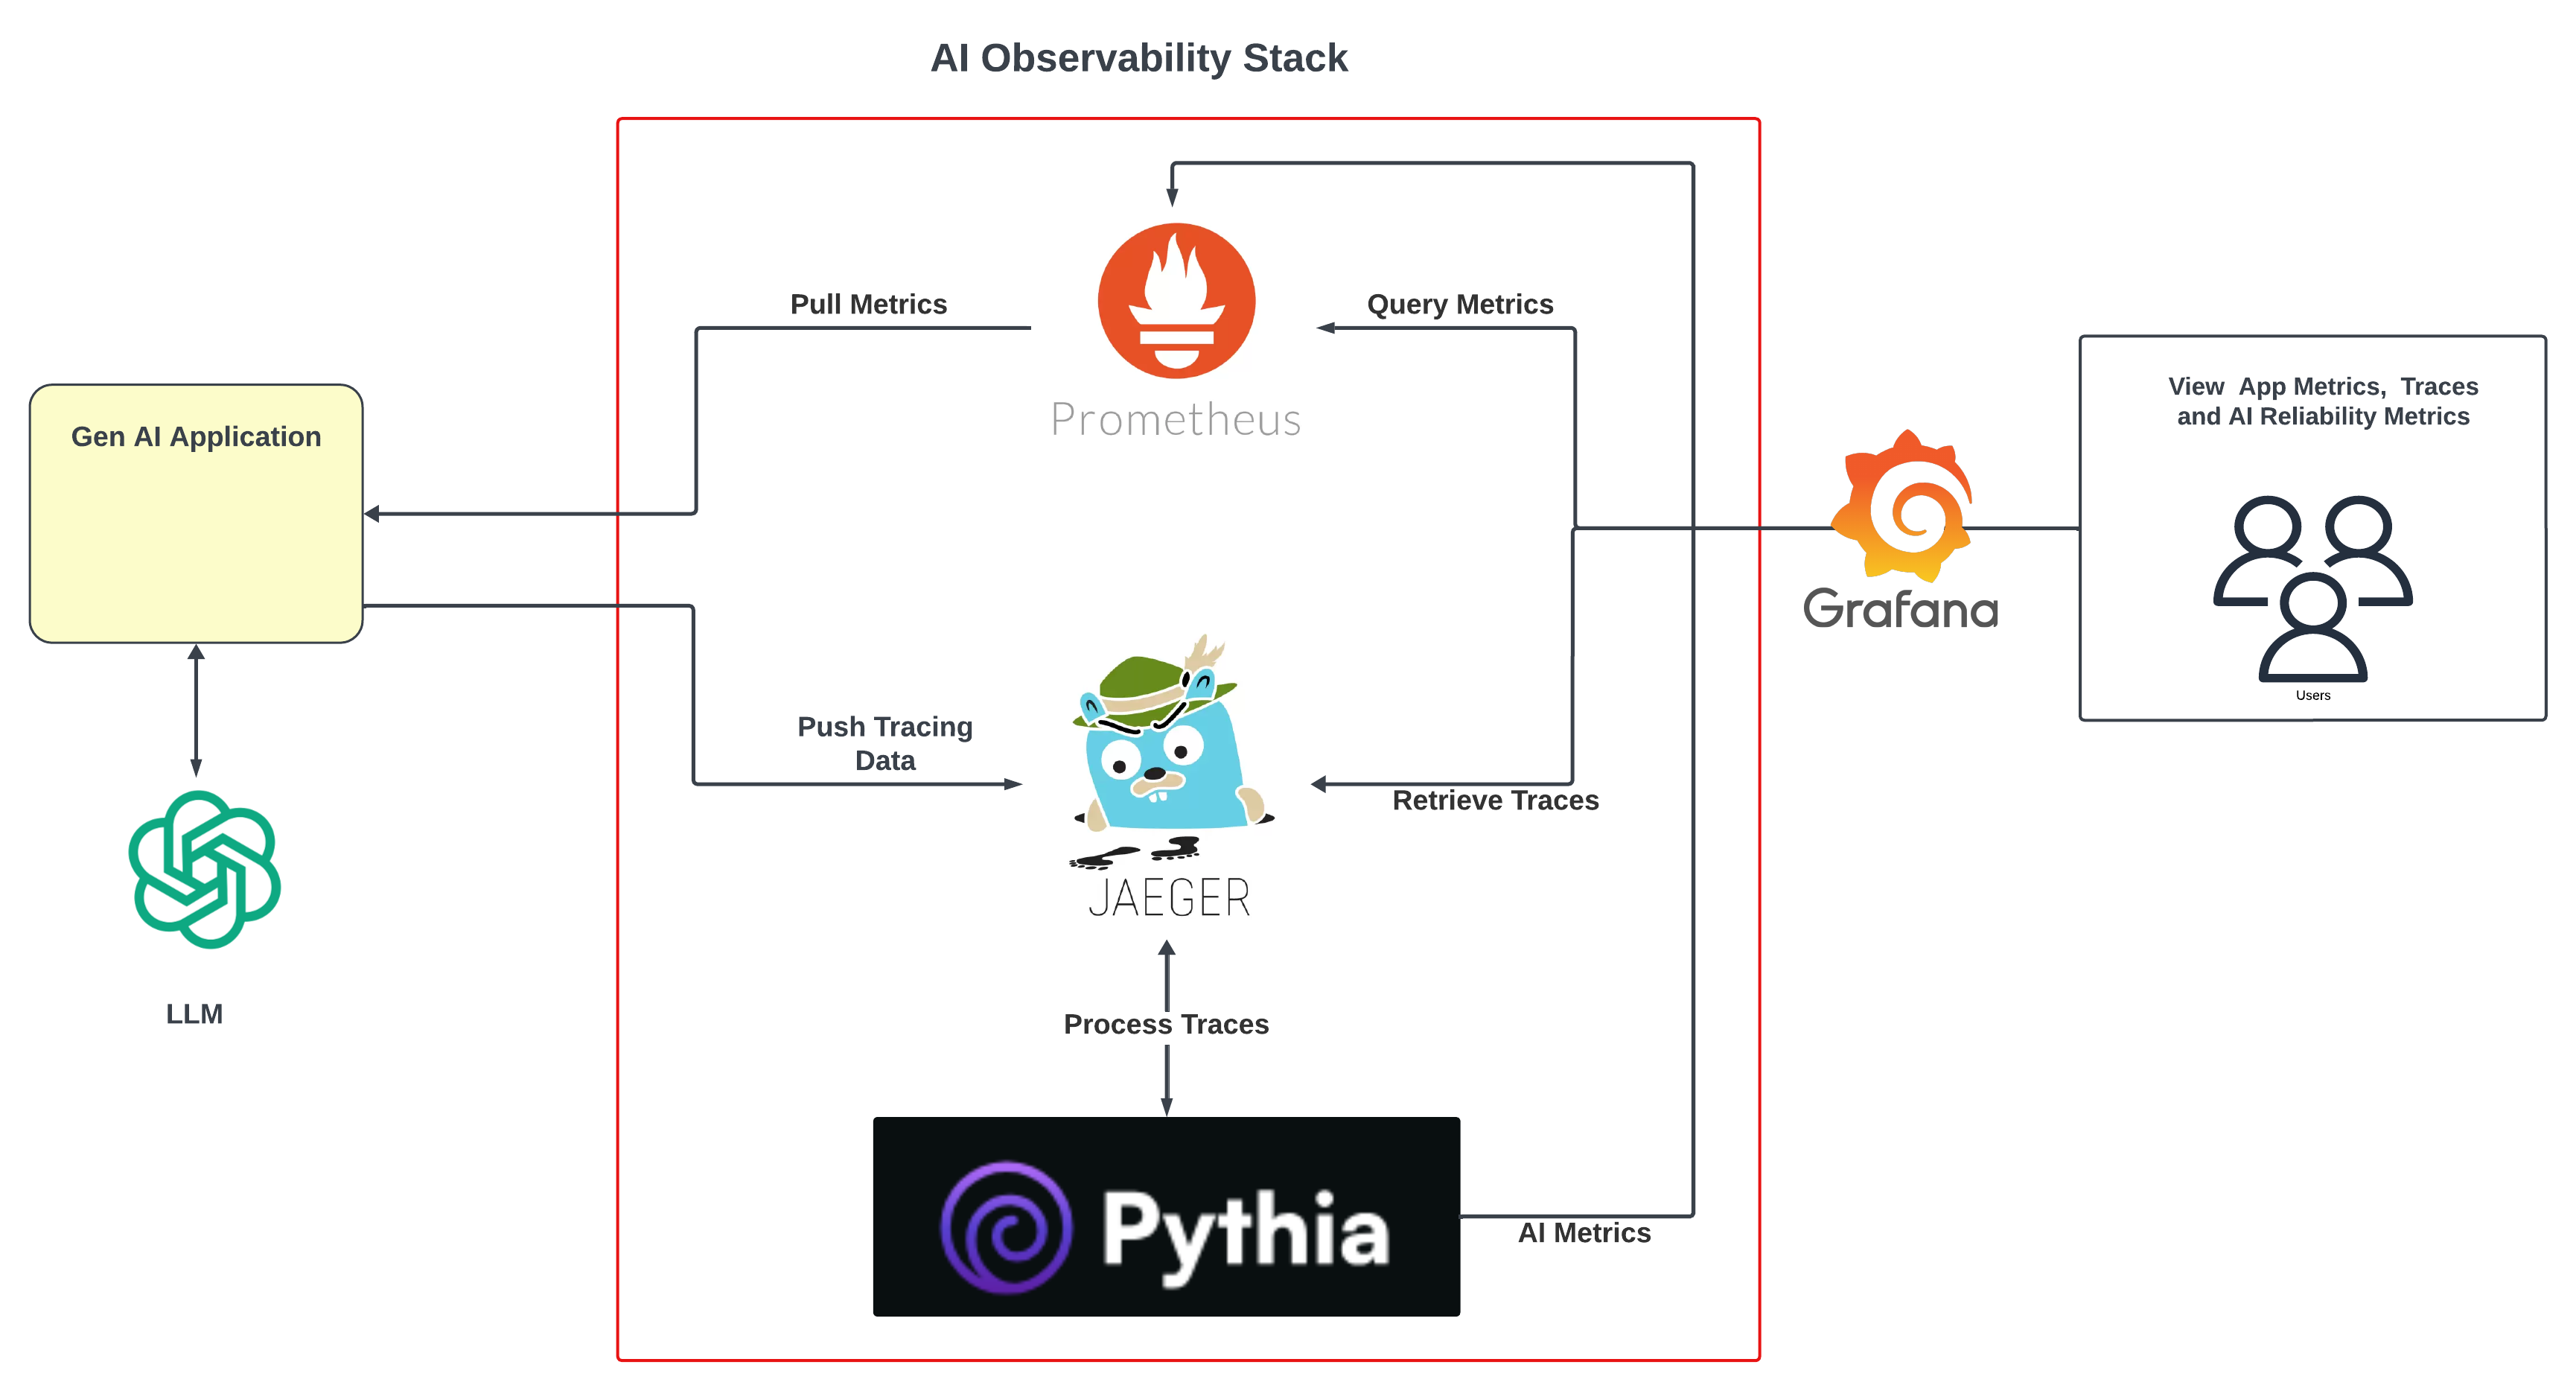 AI Observability Stack
Pull Metrics
Query Metrics
Prometheus
Gen AI Application
View App Metrics, Traces
and AI Reliability Metrics
Grafana
Users
Push Tracing
Data
Retrieve Traces
JAEGER
LLM
Process Traces
Pythia
AI Metrics